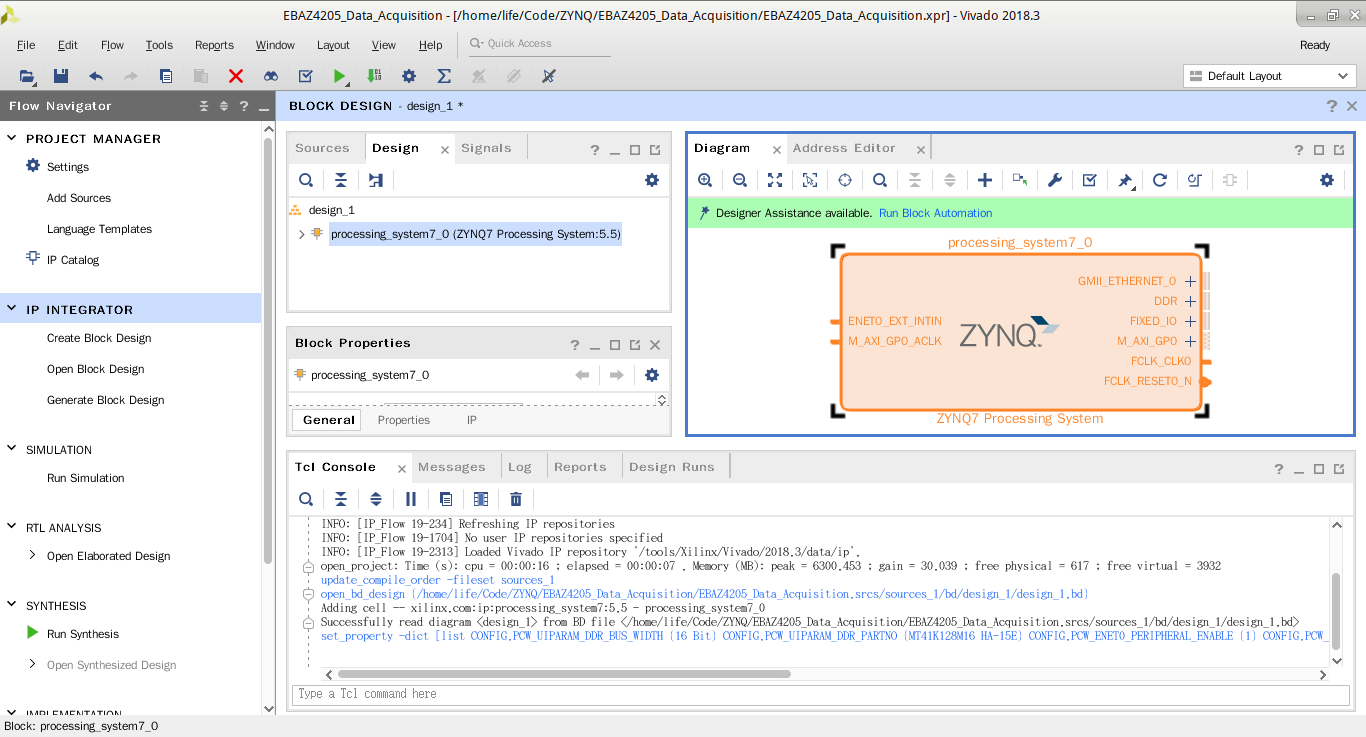 EBAZ4205_Data_Acquisition - [/home/life/Code/ZYNQ/EBAZ4205_Data_Acquisition/EBAZ4205_Data_Acquisition.xpr] - Vivado 2018.3
File Edit Flow Tools Reports Window Layout View Help Quick Access Ready
Default Layout
Flow Navigator
PROJECT MANAGER
Settings
Add Sources
Language Templates
IP Catalog
IP INTEGRATOR
Create Block Design
Open Block Design
Generate Block Design
SIMULATION
Run Simulation
RTL ANALYSIS
Open Elaborated Design
SYNTHESIS
Run Synthesis
Open Synthesized Design
IMPLEMENTATION
BLOCK DESIGN - design_1 *
Sources Design Signals
design_1
processing_system7_0 (ZYNQ7 Processing System:5.5)
Block Properties
processing_system7_0
General Properties IP
Diagram Address Editor
Designer Assistance available. Run Block Automation
processing_system7_0
GMII_ETHERNET_0
DDR
ENET0_EXT_INTIN FIXED_IO
M_AXI_GP0_ACLK M_AXI_GP0
ZYNQ
FCLK_CLK0
FCLK_RESET0_N
ZYNQ7 Processing System
Tcl Console Messages Log Reports Design Runs
INFO: [IP_Flow 19-234] Refreshing IP repositories
INFO: [IP_Flow 19-1704] No user IP repositories specified
INFO: [IP_Flow 19-2313] Loaded Vivado IP repository '/tools/Xilinx/Vivado/2018.3/data/ip'.
open_project: Time (s): cpu = 00:00:16 ; elapsed = 00:00:07 . Memory (MB): peak = 6300.453 ; gain = 30.039 ; free physical = 617 ; free virtual = 3932
update_compile_order -fileset sources_1
open_bd_design {/home/life/Code/ZYNQ/EBAZ4205_Data_Acquisition/EBAZ4205_Data_Acquisition.srcs/sources_1/bd/design_1/design_1.bd}
Adding cell -- xilinx.com:ip:processing_system7:5.5 - processing_system7_0
Successfully read diagram <design_1> from BD file </home/life/Code/ZYNQ/EBAZ4205_Data_Acquisition/EBAZ4205_Data_Acquisition.srcs/sources_1/bd/design_1/design_1.bd>
set_property -dict [list CONFIG.PCW_UIPARAM_DDR_BUS_WIDTH {16 Bit} CONFIG.PCW_UIPARAM_DDR_PARTNO {MT41K128M16 HA-15E} CONFIG.PCW_ENET0_PERIPHERAL_ENABLE {1} CONFIG.PCW_
Type a Tcl command here
Block: processing_system7_0